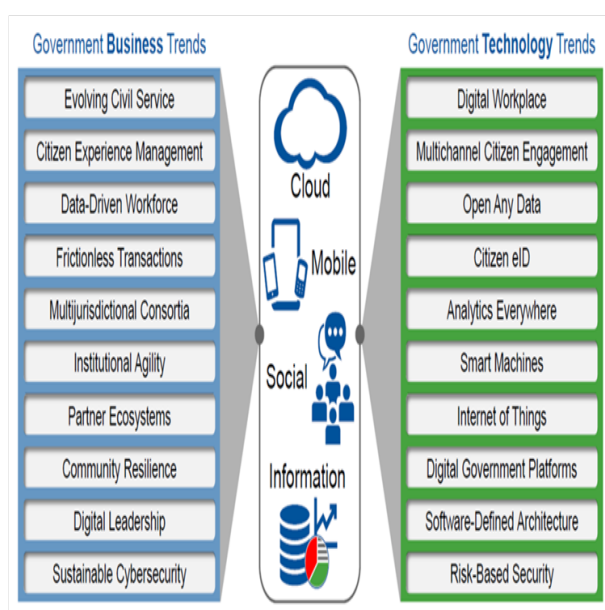 Government Business Trends
Evolving Civil Service
Citizen Experience Management
Data-Driven Workforce
Frictionless Transactions
Multijurisdictional Consortia
Institutional Agility
Partner Ecosystems
Community Resilience
Digital Leadership
Sustainable Cybersecurity
Cloud
Mobile
Social
Information
Government Technology Trends
Digital Workplace
Multichannel Citizen Engagement
Open Any Data
Citizen eID
Analytics Everywhere
Smart Machines
Internet of Things
Digital Government Platforms
Software-Defined Architecture
Risk-Based Security